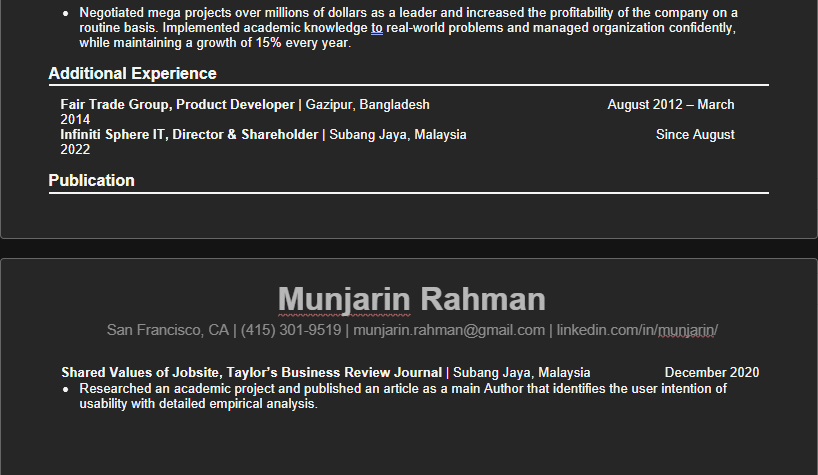 • Negotiated mega projects over millions of dollars as a leader and increased the profitability of the company on a
routine basis. Implemented academic knowledge to real-world problems and managed organization confidently,
while maintaining a growth of 15% every year.
Additional Experience
Fair Trade Group, Product Developer | Gazipur, Bangladesh August 2012 – March
2014
Infiniti Sphere IT, Director & Shareholder | Subang Jaya, Malaysia Since August
2022
Publication
Munjarin Rahman
San Francisco, CA | (415) 301-9519 | munjarin.rahman@gmail.com | linkedin.com/in/munjarin/
Shared Values of Jobsite, Taylor's Business Review Journal | Subang Jaya, Malaysia December 2020
• Researched an academic project and published an article as a main Author that identifies the user intention of
usability with detailed empirical analysis.